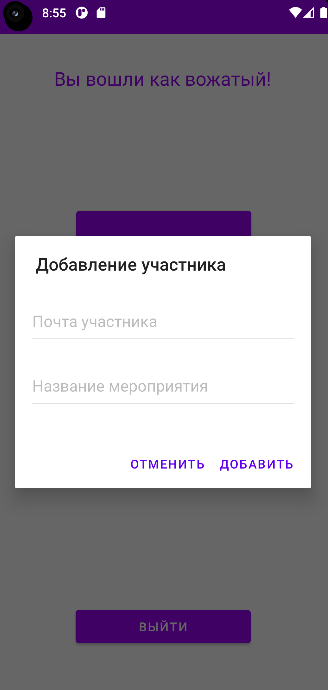 8:55
Вы вошли как вожатый!
Добавление участника
Почта участника
Название мероприятия
ОТМЕНИТЬ ДОБАВИТЬ
ВЫЙТИ